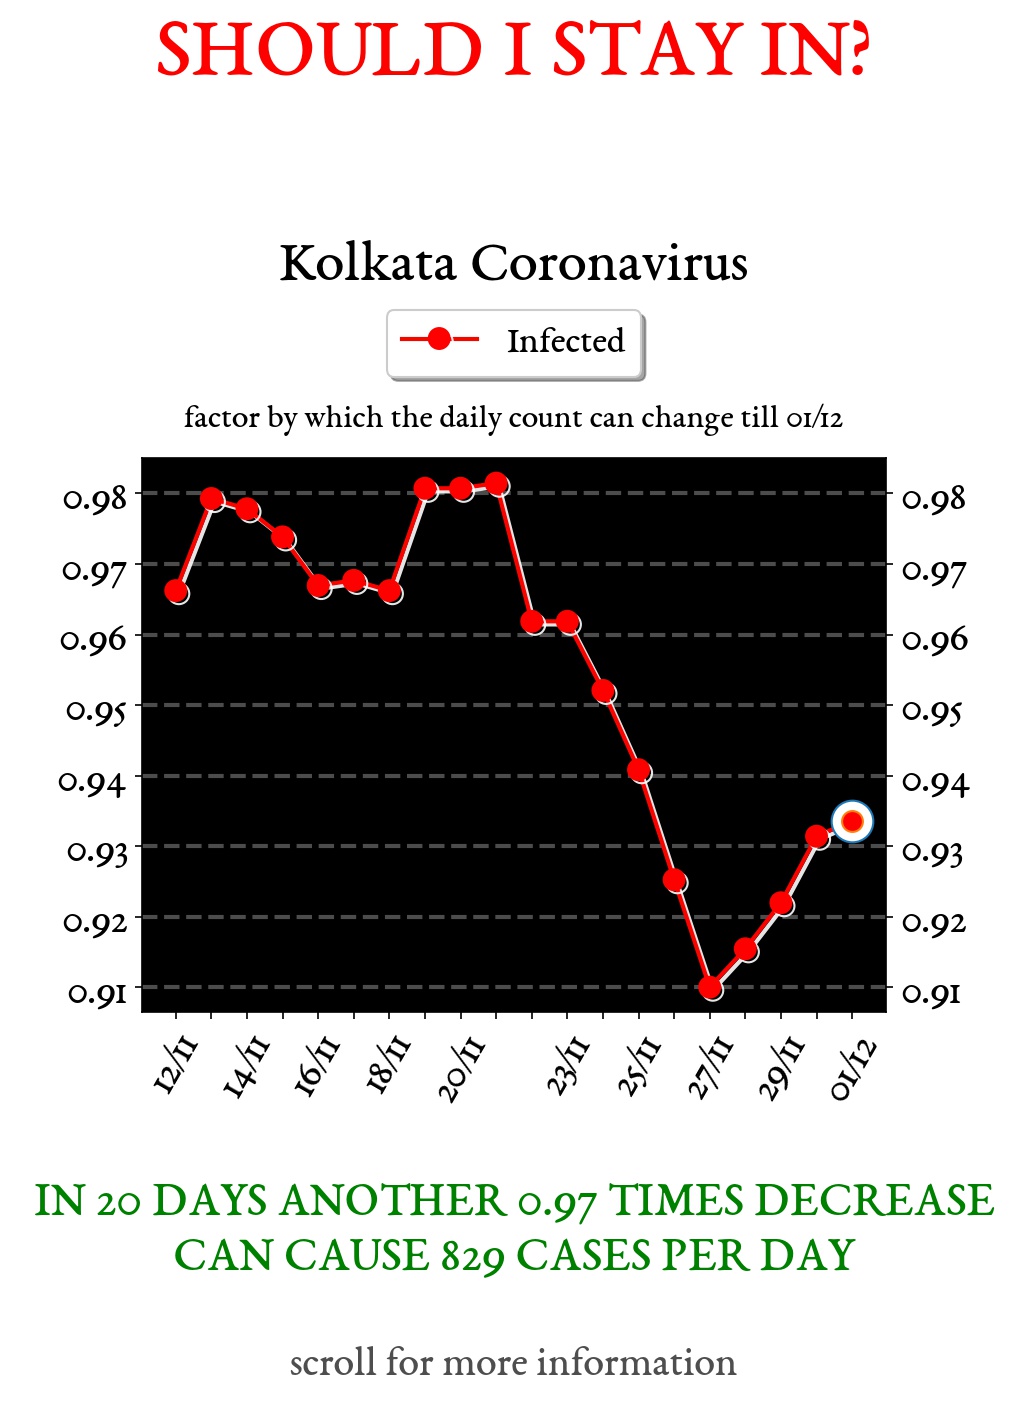 SHOULD I STAY IN?
Kolkata Coronavirus
Infected
factor by which the daily count can change till 01/12
0.98 0.98
0.97 0.97
0.96 0.96
0.95 0.95
0.94 0.94
0.93 0.93
0.92 0.92
0.91 0.91
12/11 14/11 16/11 18/11 20/11 23/11 25/11 27/11 29/11 01/12
IN 20 DAYS ANOTHER 0.97 TIMES DECREASE
CAN CAUSE 829 CASES PER DAY
scroll for more information